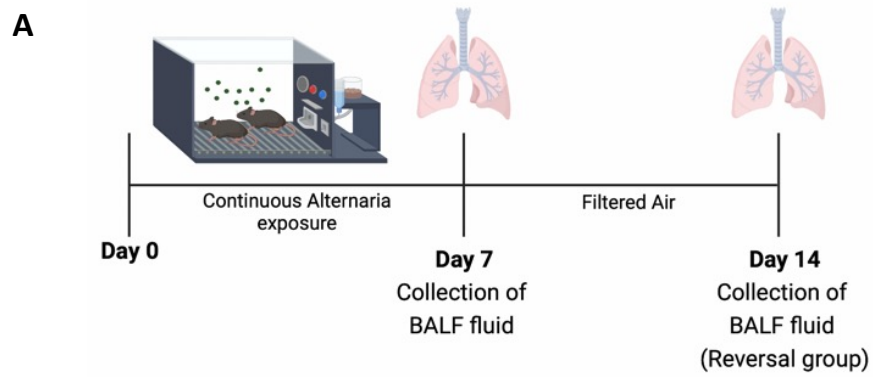 A
Continuous Alternaria
exposure
Filtered Air
Day 0
Day 7
Collection of
BALF fluid
Day 14
Collection of
BALF fluid
(Reversal group)